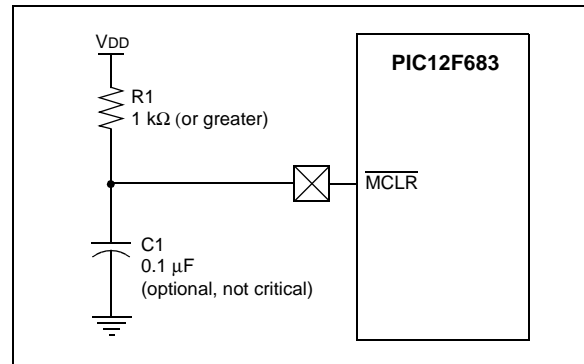 VDD
PIC12F683
R1
1 kΩ (or greater)
MCLR
C1
0.1 μF
(optional, not critical)